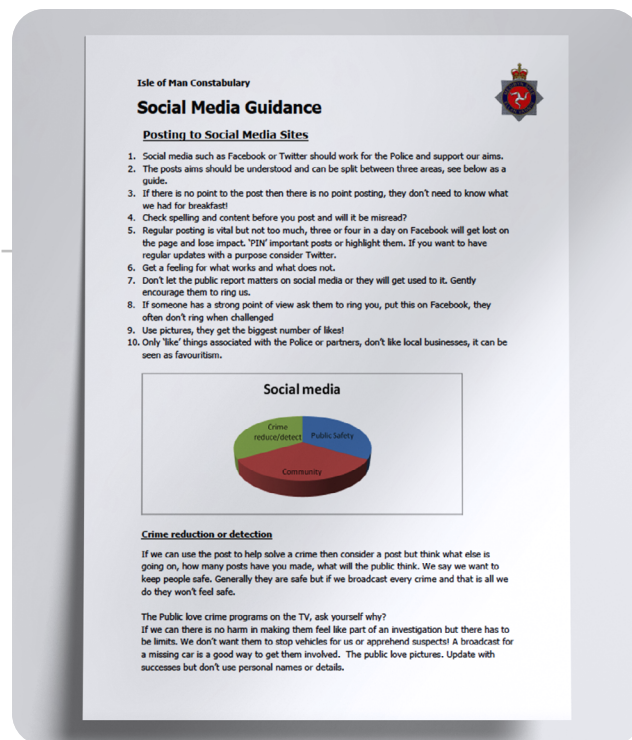 Isle of Man Constabulary
Social Media Guidance
Posting to Social Media Sites
1. Social media such as Facebook or Twitter should work for the Police and support our aims.
2. The posts aims should be understood and can be split between three areas, see below as a
guide.
3. If there is no point to the post then there is no point posting, they don't need to know what
we had for breakfast!
4. Check spelling and content before you post and will it be misread?
5. Regular posting is vital but not too much, three or four in a day on Facebook will get lost on
the page and lose impact. 'PIN' important posts or highlight them. If you want to have
regular updates with a purpose consider Twitter.
6. Get a feeling for what works and what does not.
7. Don't let the public report matters on social media or they will get used to it. Gently
encourage them to ring us.
8. If someone has a strong point of view ask them to ring you, put this on Facebook, they
often don't ring when challenged
9. Use pictures, they get the biggest number of likes!
10. Only 'like' things associated with the Police or partners, don't like local businesses, it can be
seen as favouritism.
Social media
Crime
reduce/detect
Public Safety
Community
Crime reduction or detection
If we can use the post to help solve a crime then consider a post but think what else is
going on, how many posts have you made, what will the public think. We say we want to
keep people safe. Generally they are safe but if we broadcast every crime and that is all we
do they won't feel safe.
The Public love crime programs on the TV, ask yourself why?
If we can there is no harm in making them feel like part of an investigation but there has to
be limits. We don't want them to stop vehicles for us or apprehend suspects! A broadcast for
a missing car is a good way to get them involved.  The public love pictures. Update with
successes but don't use personal names or details.